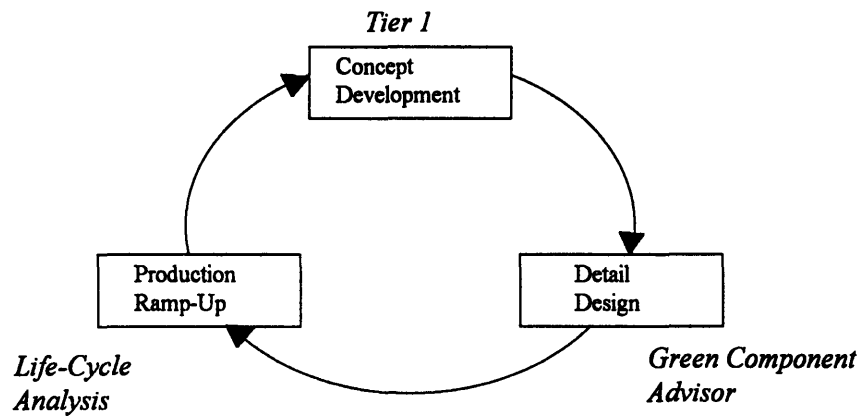 Tier 1
Concept
Development
Production
Ramp-Up
Detail
Design
Life-Cycle
Analysis
Green Component
Advisor